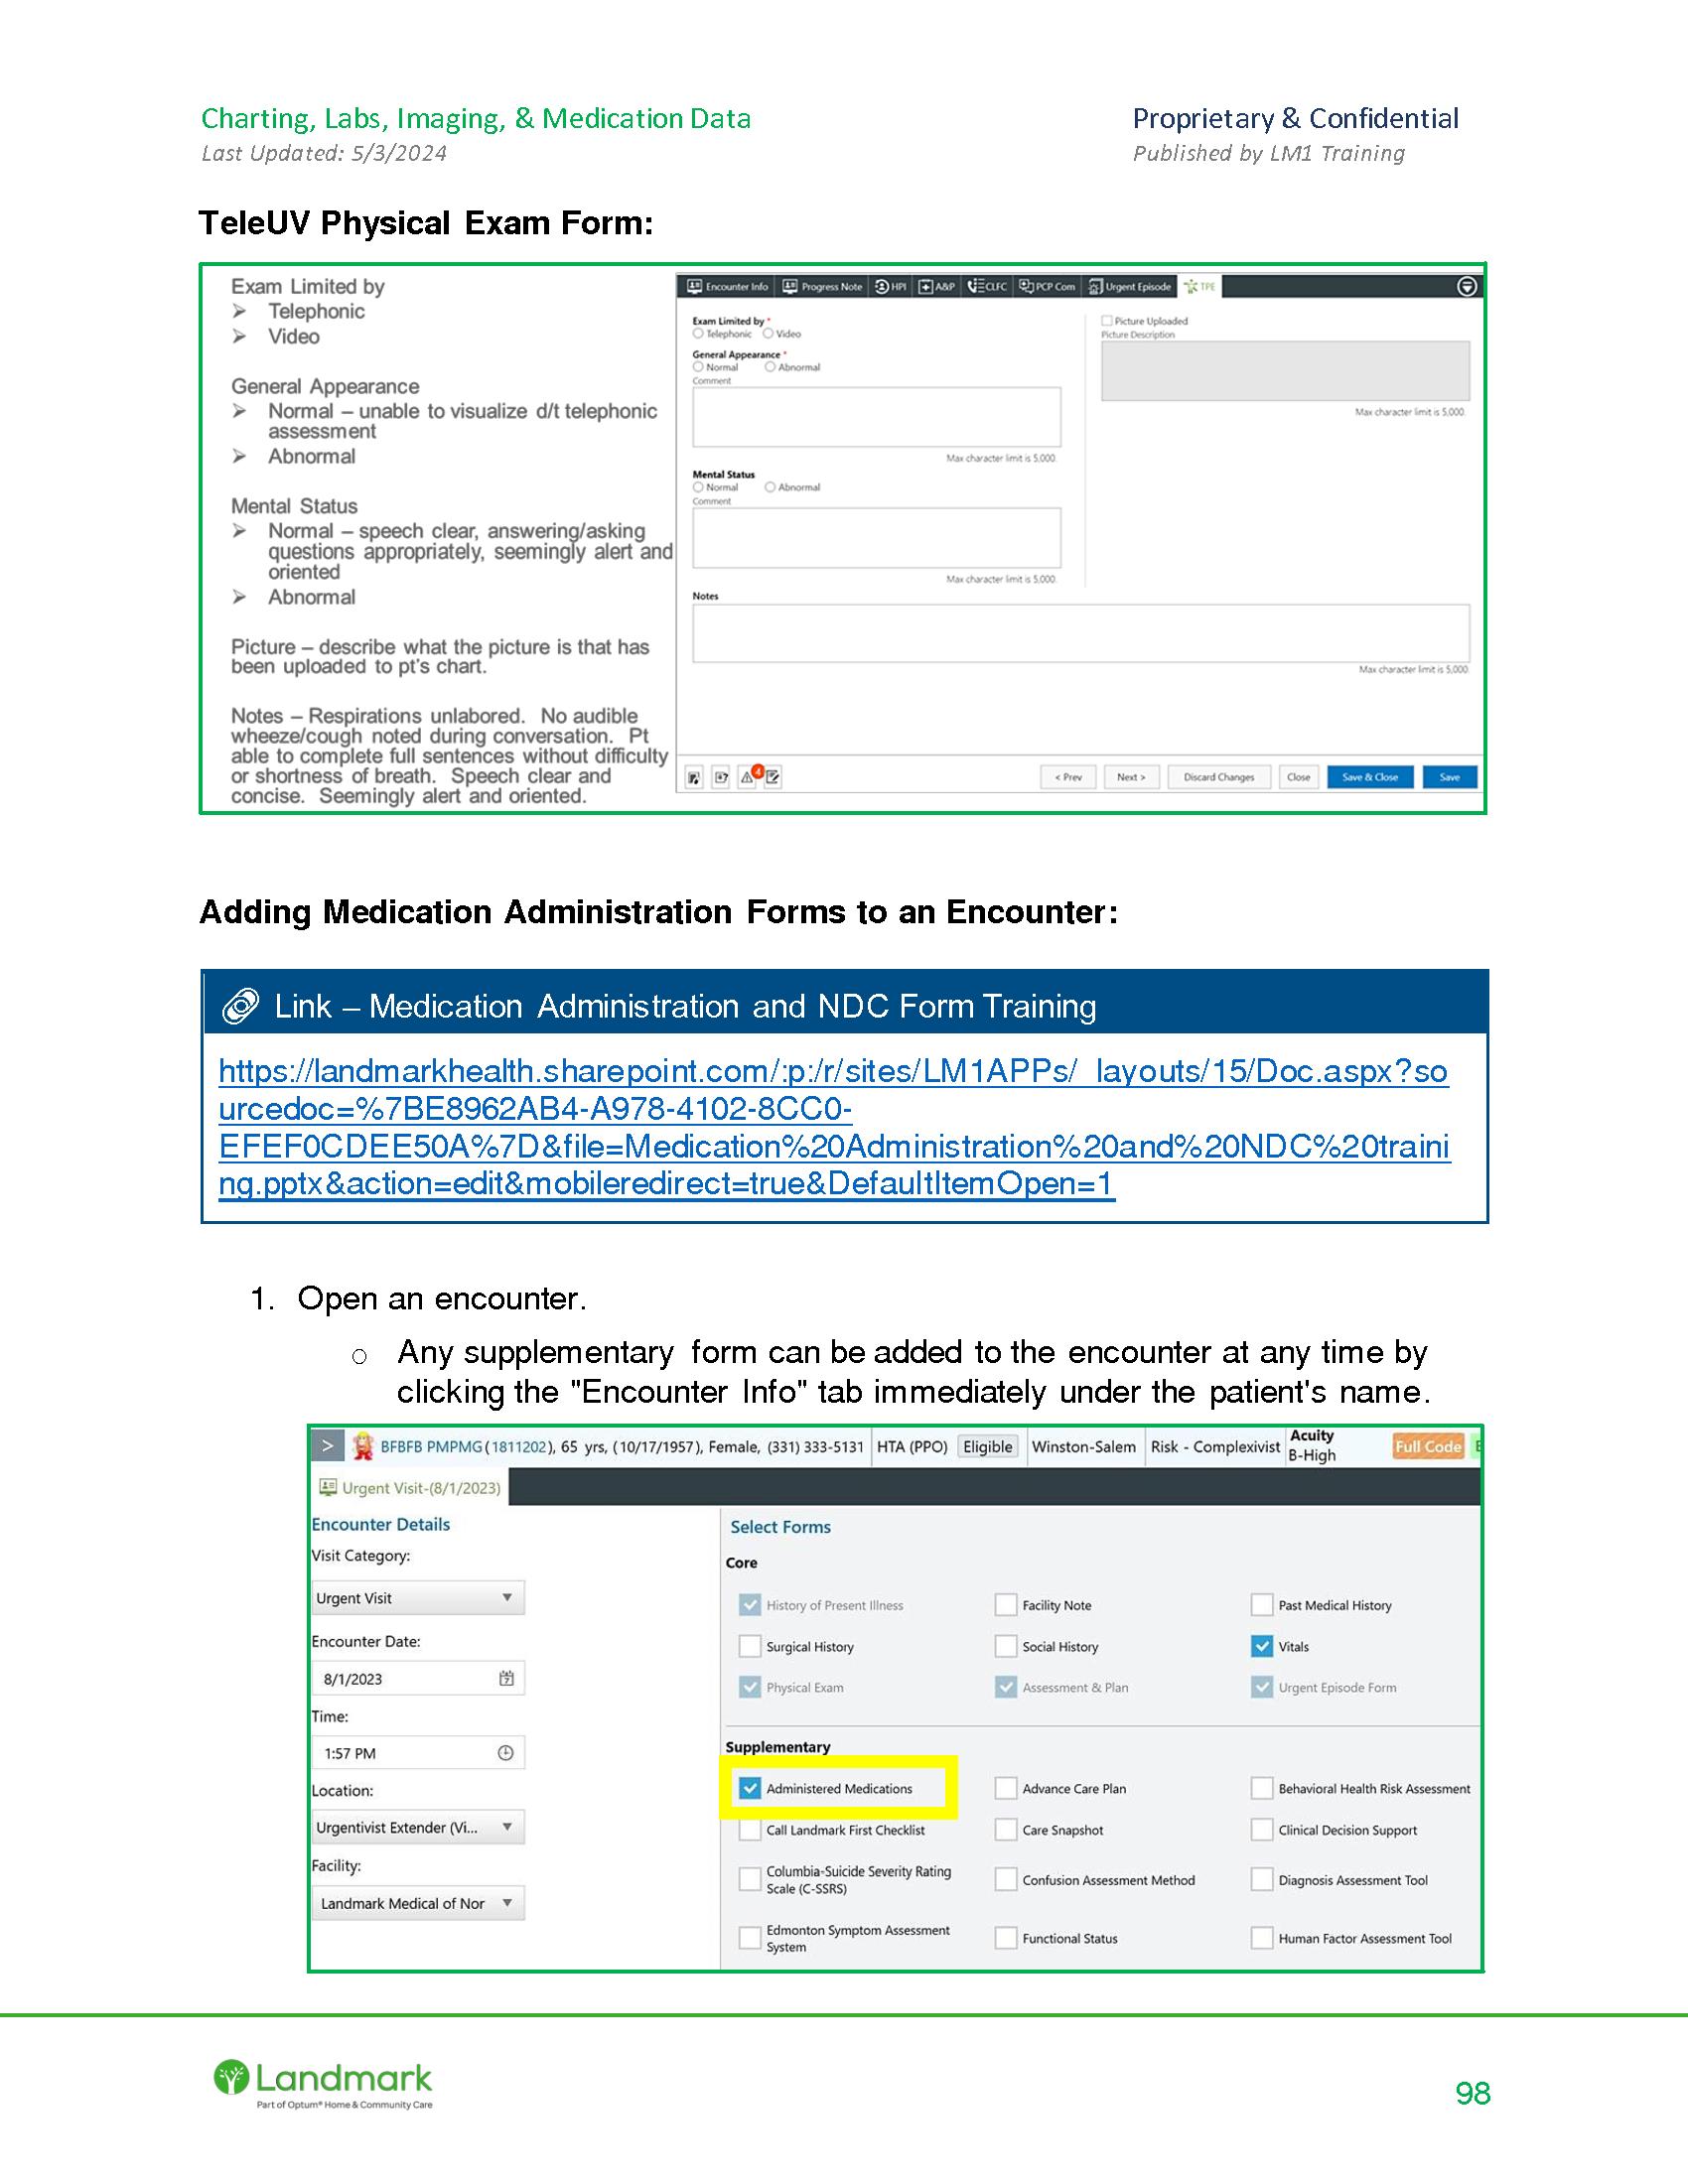 Charting, Labs, Imaging, & Medication Data
Proprietary & Confidential
Last Updated: 5/3/2024
Published by LM1 Training
TeleUV Physical Exam Form:
Exam Limited by
➢ Telephonic
➢ Video
General Appearance
➢ Normal – unable to visualize d/t telephonic
assessment
➢ Abnormal
Mental Status
➢ Normal – speech clear, answering/asking
questions appropriately, seemingly alert and
oriented
➢ Abnormal
Picture – describe what the picture is that has
been uploaded to pt's chart.
Notes – Respirations unlabored. No audible
wheeze/cough noted during conversation. Pt
able to complete full sentences without difficulty
or shortness of breath. Speech clear and
concise. Seemingly alert and oriented.
Encounter Info Progress Note HPI A&P CLFC PCP Com Urgent Episode TPE
Exam Limited by *
Telephonic Video
General Appearance *
Normal Abnormal
Comment
Max character limit is 5,000.
Mental Status
Normal Abnormal
Comment
Max character limit is 5,000.
Picture Uploaded
Picture Description
Max character limit is 5,000.
Notes
Max character limit is 5,000.
4
< Prev Next > Discard Changes Close Save & Close Save
Adding Medication Administration Forms to an Encounter:
Link – Medication Administration and NDC Form Training
https://landmarkhealth.sharepoint.com/:p:/r/sites/LM1APPs/_layouts/15/Doc.aspx?so
urcedoc=%7BE8962AB4-A978-4102-8CC0-
EFEF0CDEE50A%7D&file=Medication%20Administration%20and%20NDC%20traini
ng.pptx&action=edit&mobileredirect=true&DefaultItemOpen=1
1. Open an encounter.
o Any supplementary form can be added to the encounter at any time by
clicking the "Encounter Info" tab immediately under the patient's name.
> BFBFB PMPMG (1811202), 65 yrs, (10/17/1957), Female, (331) 333-5131 HTA (PPO) Eligible Winston-Salem Risk - Complexivist Acuity B-High Full Code
Urgent Visit-(8/1/2023)
Encounter Details
Visit Category:
Urgent Visit
Encounter Date:
8/1/2023
Time:
1:57 PM
Location:
Urgentivist Extender (Vi...
Facility:
Landmark Medical of Nor
Select Forms
Core
History of Present Illness Facility Note Past Medical History
Surgical History Social History Vitals
Physical Exam Assessment & Plan Urgent Episode Form
Supplementary
Administered Medications Advance Care Plan Behavioral Health Risk Assessment
Call Landmark First Checklist Care Snapshot Clinical Decision Support
Columbia-Suicide Severity Rating
Scale (C-SSRS) Confusion Assessment Method Diagnosis Assessment Tool
Edmonton Symptom Assessment
System Functional Status Human Factor Assessment Tool
Landmark
Part of Optum® Home & Community Care
98